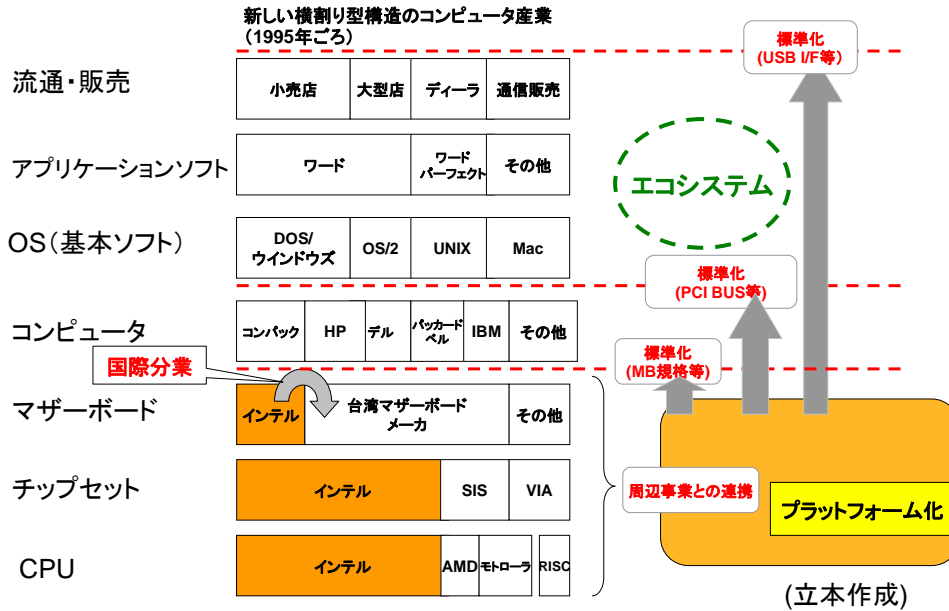 新しい横割り型構造のコンピュータ産業
(1995年ごろ)
標準化
(USB I/F等)
流通・販売
小売店
大型店
ディーラ
通信販売
アプリケーションソフト
ワード
ワード
パーフェクト
その他
エコシステム
OS(基本ソフト)
DOS/
ウインドウズ
OS/2
UNIX
Mac
標準化
(PCI BUS等)
コンピュータ
コンパック
HP
デル
パッカード
ベル
IBM
その他
標準化
(MB規格等)
国際分業
マザーボード
インテル
台湾マザーボード
メーカ
その他
チップセット
インテル
SIS
VIA
周辺事業との連携
プラットフォーム化
CPU
インテル
AMD
モトローラ
RISC
(立本作成)